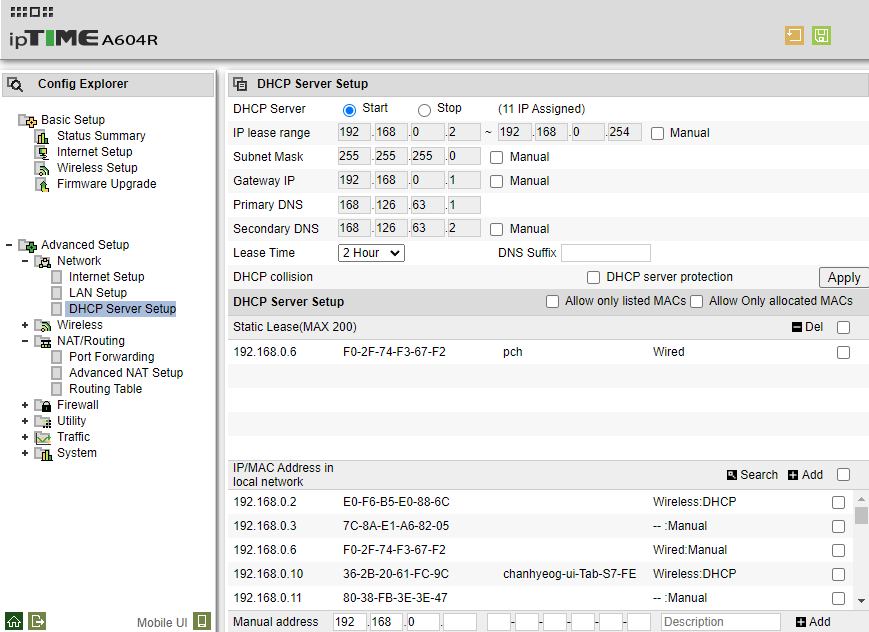 ipTIME A604R
Config Explorer
Basic Setup
Status Summary
Internet Setup
Wireless Setup
Firmware Upgrade
Advanced Setup
Network
Internet Setup
LAN Setup
DHCP Server Setup
Wireless
NAT/Routing
Port Forwarding
Advanced NAT Setup
Routing Table
Firewall
Utility
Traffic
System
Mobile UI
DHCP Server Setup
DHCP Server Start Stop (11 IP Assigned)
IP lease range 192 .168 .0 .2 ~ 192 .168 .0 .254 Manual
Subnet Mask 255 .255 .255 .0 Manual
Gateway IP 192 .168 .0 .1 Manual
Primary DNS 168 .126 .63 .1
Secondary DNS 168 .126 .63 .2 Manual
Lease Time 2 Hour DNS Suffix
DHCP collision DHCP server protection Apply
DHCP Server Setup Allow only listed MACs Allow Only allocated MACs
Static Lease(MAX 200) Del
192.168.0.6 F0-2F-74-F3-67-F2 pch Wired
IP/MAC Address in
local network Search Add
192.168.0.2 E0-F6-B5-E0-88-6C Wireless:DHCP
192.168.0.3 7C-8A-E1-A6-82-05 -- :Manual
192.168.0.6 F0-2F-74-F3-67-F2 Wired:Manual
192.168.0.10 36-2B-20-61-FC-9C chanhyeog-ui-Tab-S7-FE Wireless:DHCP
192.168.0.11 80-38-FB-3E-3E-47 -- :Manual
Manual address 192 .168 .0 . - - - - - Description Add